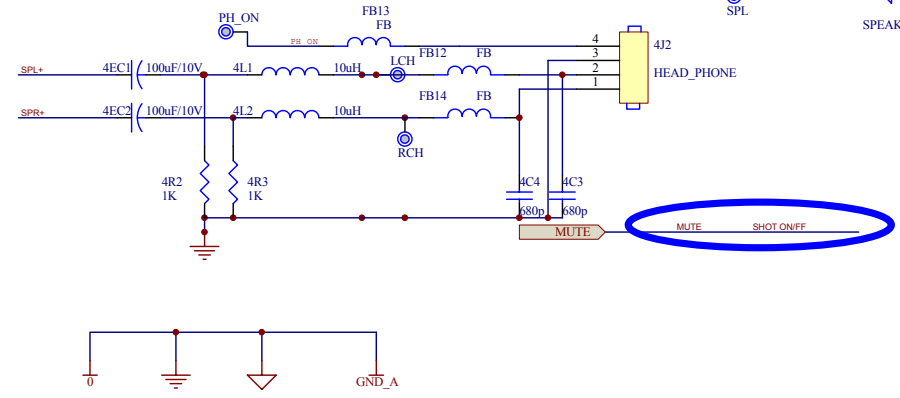 SPL
SPEAK
PH_ON
FB13
FB
PH_ON
4
4J2
FB12
FB
3
SPL+
4EC1
100uF/10V
4L1
10uH
LCH
2
HEAD_PHONE
1
FB14
FB
SPR+
4EC2
100uF/10V
4L2
10uH
RCH
4R2
1K
4R3
1K
4C4
680p
4C3
680p
MUTE
MUTE
SHOT ON/FF
0
GND_A